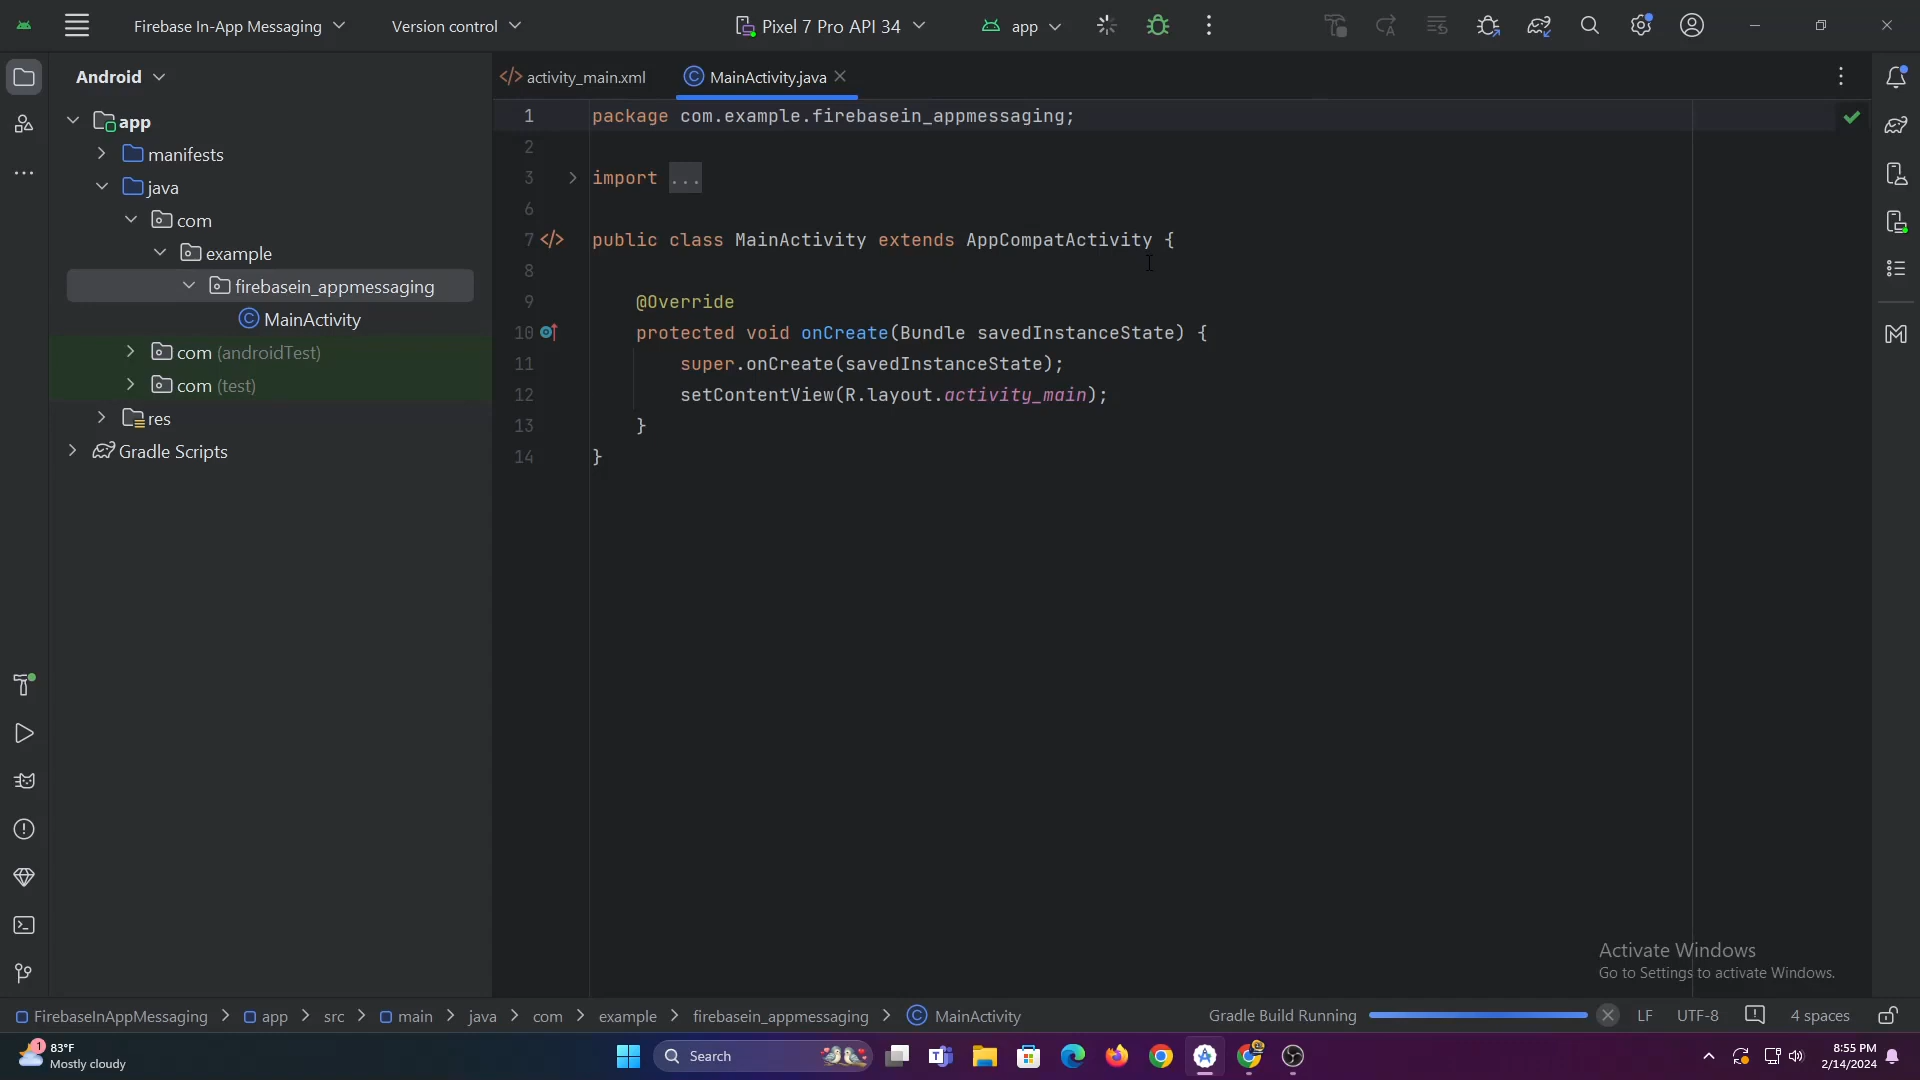 Firebase In-App Messaging
Version control
Pixel 7 Pro API 34
app
Android
activity_main.xml
MainActivity.java
app
manifests
java
com
example
firebasein_appmessaging
MainActivity
com (androidTest)
com (test)
res
Gradle Scripts
1 package com.example.firebasein_appmessaging;
2
3 import ...
6
7 public class MainActivity extends AppCompatActivity {
8
9 @Override
10 protected void onCreate(Bundle savedInstanceState) {
11 super.onCreate(savedInstanceState);
12 setContentView(R.layout.activity_main);
13 }
14 }
Activate Windows
Go to Settings to activate Windows.
FirebaseInAppMessaging > app > src > main > java > com > example > firebasein_appmessaging > MainActivity
Gradle Build Running
LF
UTF-8
4 spaces
1
83°F
Mostly cloudy
Search
8:55 PM
2/14/2024